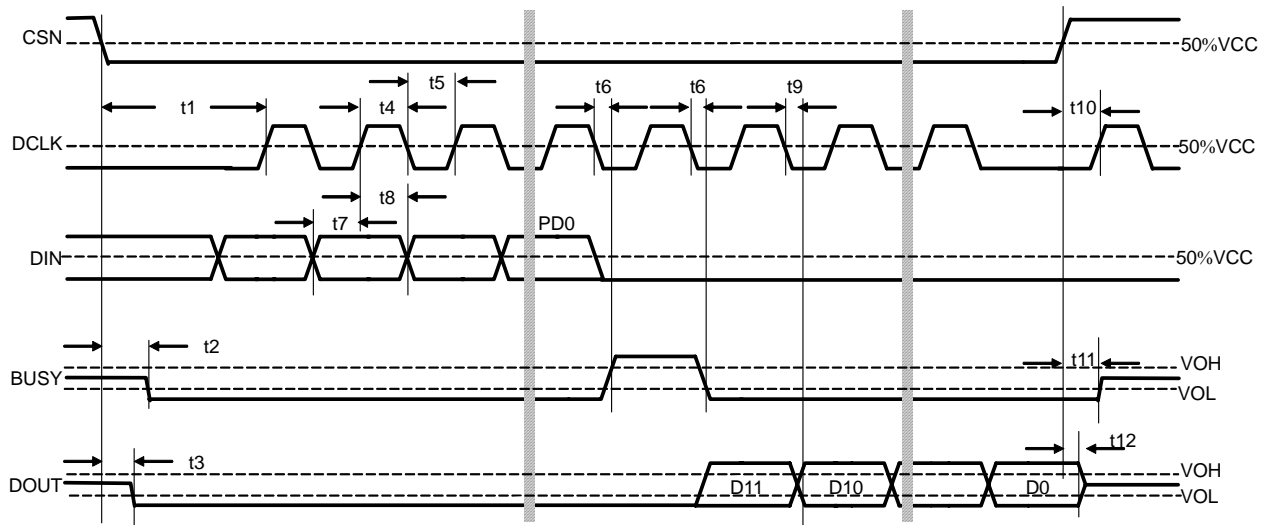 CSN
50%VCC
t5
t1
t4
t6
t6
t9
t10
DCLK
50%VCC
t8
t7
PD0
DIN
50%VCC
t2
t11
VOH
BUSY
VOL
t3
t12
DOUT
D11
D10
D0
VOH
VOL